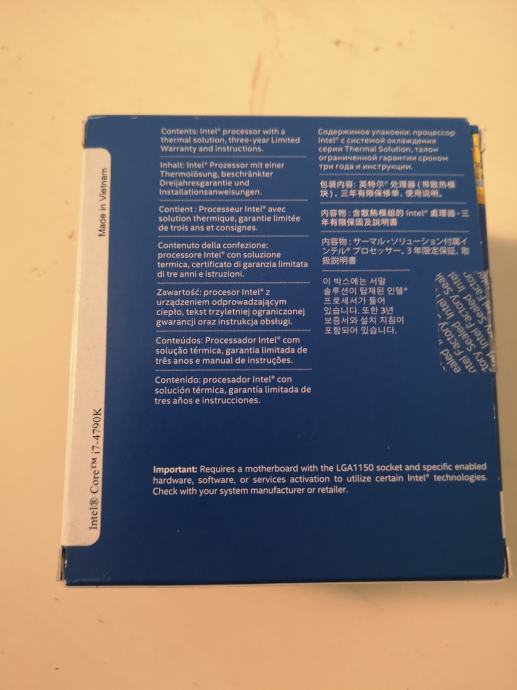 Made in Vietnam
Intel® Core™ i7-4790K
Contents: Intel® processor with a
thermal solution, three-year Limited
Warranty and instructions.
Inhalt: Intel® Prozessor mit einer
Thermolösung, beschränkter
Dreijahresgarantie und
Installationsanweisungen.
Contient : Processeur Intel® avec
solution thermique, garantie limitée
de trois ans et consignes.
Contenuto della confezione:
processore Intel® con soluzione
termica, certificato di garanzia limitata
di tre anni e istruzioni.
Zawartość: procesor Intel® z
urządzeniem odprowadzającym
ciepło, tekst trzyletniej ograniczonej
gwarancji oraz instrukcja obsługi.
Conteúdos: Processador Intel® com
solução térmica, garantia limitada de
três anos e manual de instruções.
Contenido: procesador Intel® con
solución térmica, garantía limitada de
tres años e instrucciones.
Содержимое упаковки: процессор
Intel® с системой охлаждения
серии Thermal Solution, талон
ограниченной гарантии сроком
три года и инструкции.
包装内容: 英特尔® 处理器 (带散热模
块)、三年有限保修单、使用说明。
內容物: 含散熱模組的 Intel® 處理器、三
年有限保固及說明書
内容物: サーマル・ソリューション付属イ
ンテル® プロセッサー、3 年限定保証、取
扱説明書
이 박스에는 서말
솔루션이 탑재된 인텔®
프로세서가 들어
있습니다. 또한 3년
보증서와 설치 지침이
포함되어 있습니다.
Intel Factory Sealed
Important: Requires a motherboard with the LGA1150 socket and specific enabled
hardware, software, or services activation to utilize certain Intel® technologies.
Check with your system manufacturer or retailer.